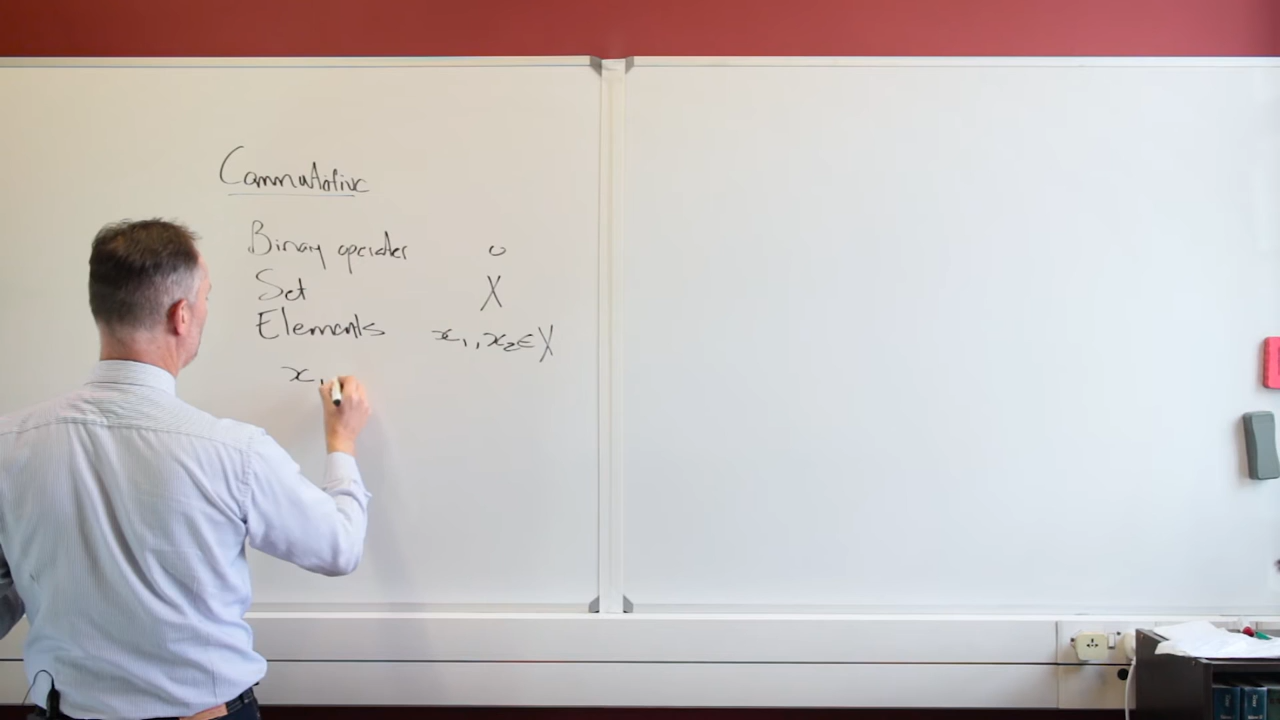 Commutative
Binary operator ∘
Set X
Elements x₁, x₂ ∈ X
x₁